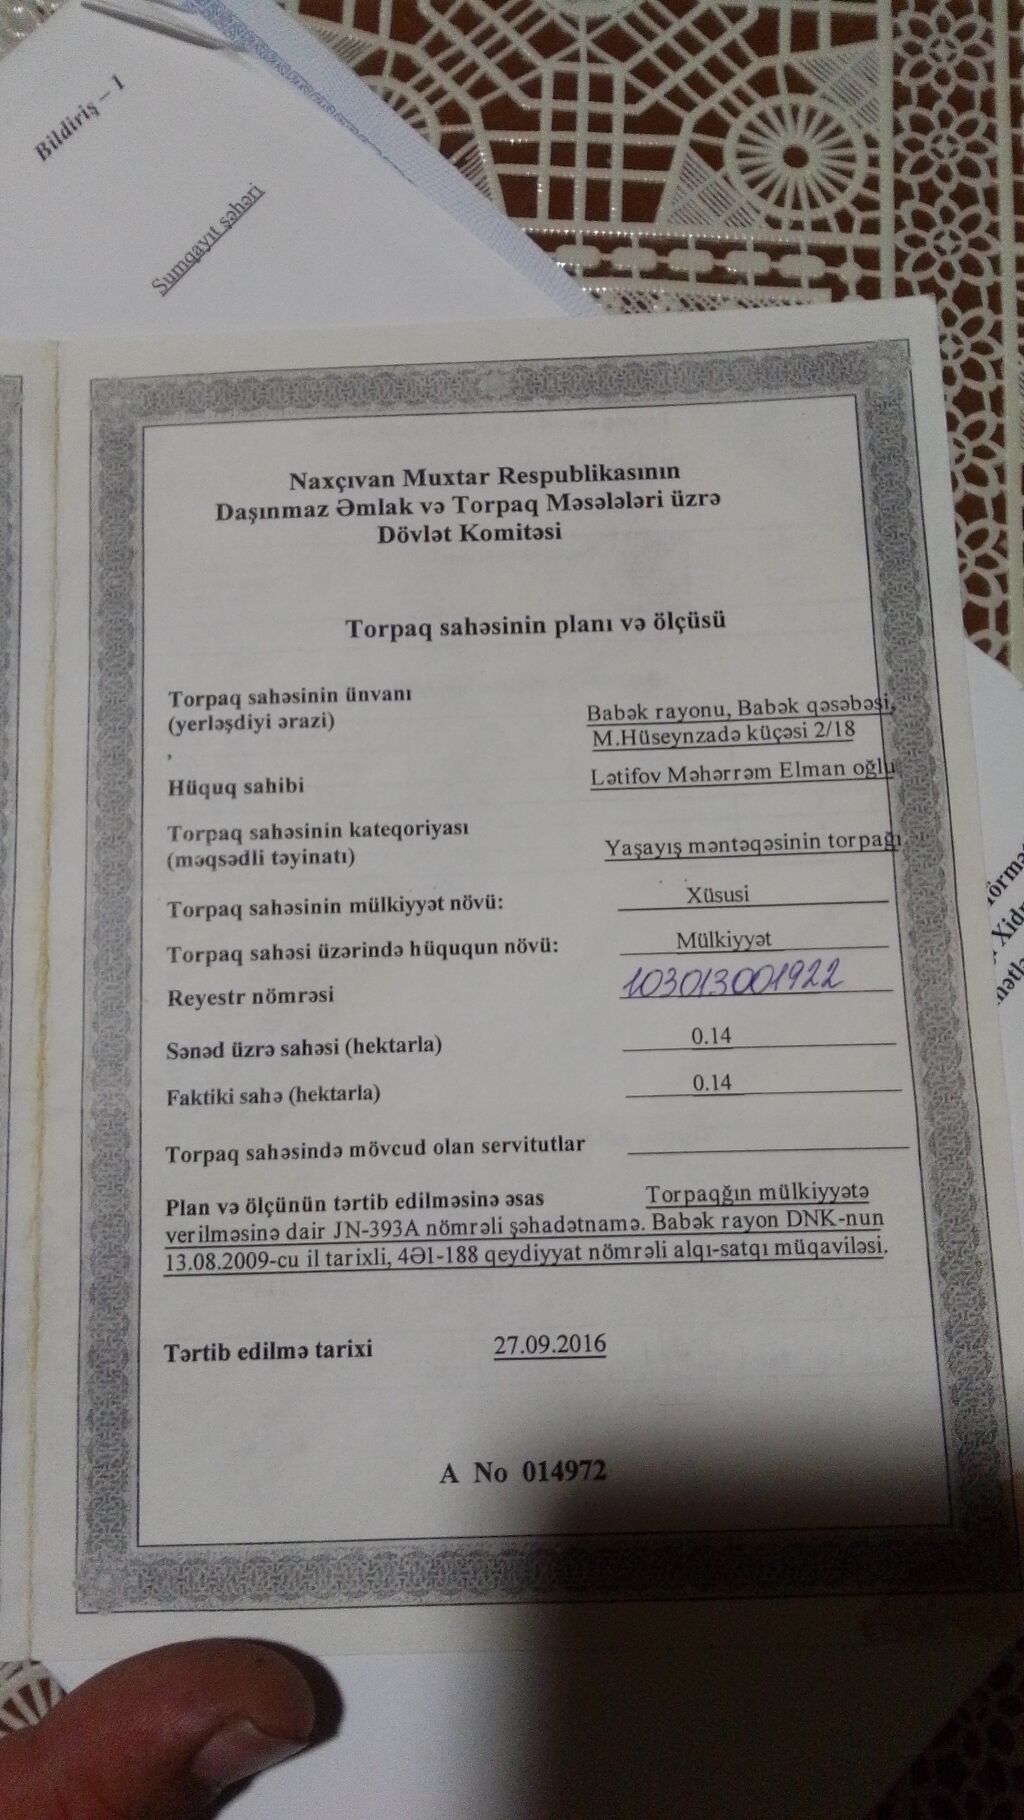 Bildiriş – 1
Sumqayıt şəhəri
Naxçıvan Muxtar Respublikasının
Daşınmaz Əmlak və Torpaq Məsələləri üzrə
Dövlət Komitəsi
Torpaq sahəsinin planı və ölçüsü
Torpaq sahəsinin ünvanı
(yerləşdiyi ərazi)
Babək rayonu, Babək qəsəbəsi,
M.Hüseynzadə küçəsi 2/18
,
Hüquq sahibi Lətifov Məhərrəm Elman oğlu
Torpaq sahəsinin kateqoriyası
(məqsədli təyinatı) Yaşayış məntəqəsinin torpağı
Torpaq sahəsinin mülkiyyət növü: Xüsusi
Torpaq sahəsi üzərində hüququn növü: Mülkiyyət
Reyestr nömrəsi 103013001922
Sənəd üzrə sahəsi (hektarla) 0.14
Faktiki sahə (hektarla) 0.14
Torpaq sahəsində mövcud olan servitutlar
Plan və ölçünün tərtib edilməsinə əsas Torpaqğın mülkiyyətə
verilməsinə dair JN-393A nömrəli şəhadətnamə. Babək rayon DNK-nun
13.08.2009-cu il tarixli, 4Ə1-188 qeydiyyat nömrəli alqı-satqı müqaviləsi.
Tərtib edilmə tarixi 27.09.2016
A No 014972